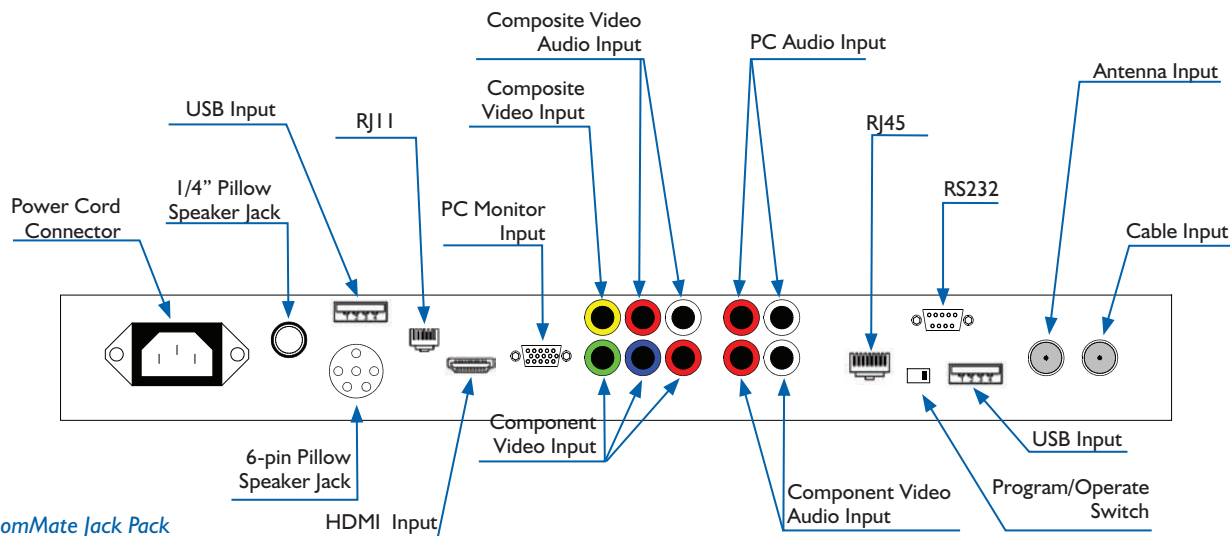 Composite Video
Audio Input
PC Audio Input
Antenna Input
Composite
Video Input
USB Input
RJ11
RJ45
1/4” Pillow
Speaker Jack
RS232
Power Cord
Connector
PC Monitor
Input
Cable Input
Component
Video Input
USB Input
6-pin Pillow
Speaker Jack
Component Video
Audio Input
Program/Operate
Switch
HDMI Input
omMate Jack Pack